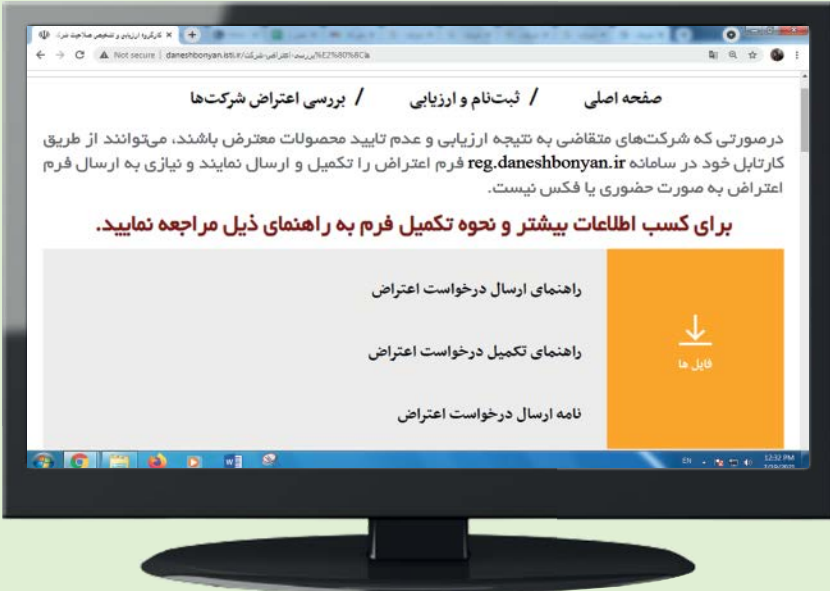 Not secure | daneshbonyan.isti.ir
صفحه اصلی / ثبت‌نام و ارزیابی / بررسی اعتراض شرکت‌ها
درصورتی که شرکت‌های متقاضی به نتیجه ارزیابی و عدم تایید محصولات معترض باشند، می‌توانند از طریق
کارتابل خود در سامانه reg.daneshbonyan.ir فرم اعتراض را تکمیل و ارسال نمایند و نیازی به ارسال فرم
اعتراض به صورت حضوری یا فکس نیست.
برای کسب اطلاعات بیشتر و نحوه تکمیل فرم به راهنمای ذیل مراجعه نمایید.
راهنمای ارسال درخواست اعتراض
راهنمای تکمیل درخواست اعتراض
فایل ها
نامه ارسال درخواست اعتراض
EN 12:32 PM